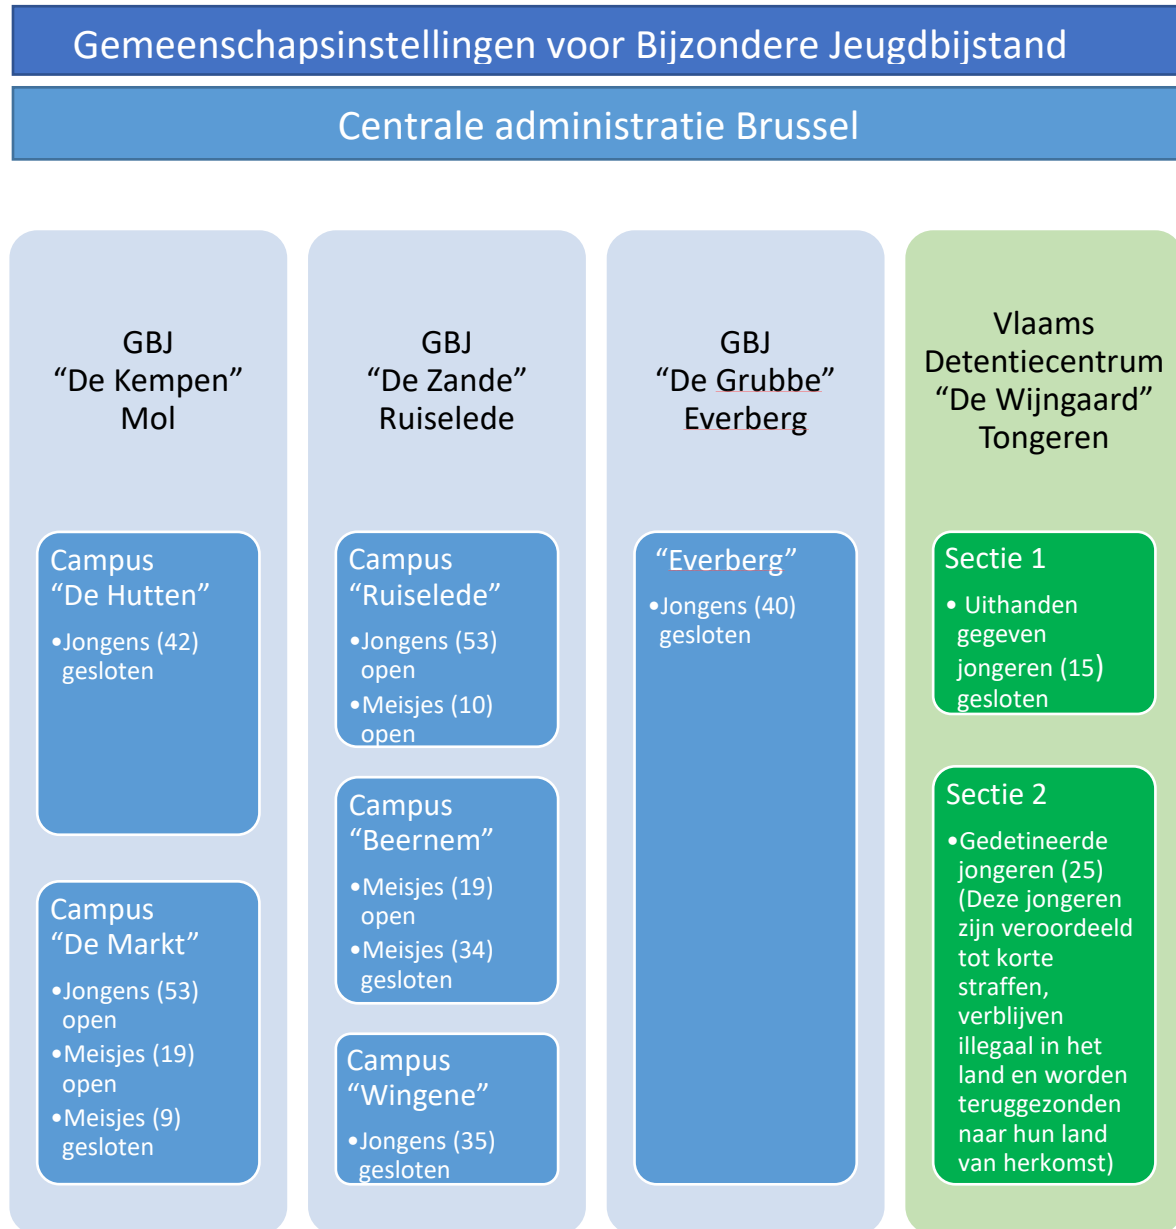 Gemeenschapsinstellingen voor Bijzondere Jeugdbijstand
Centrale administratie Brussel
GBJ
“De Kempen”
Mol
Campus
“De Hutten”
•Jongens (42)
gesloten
Campus
“De Markt”
•Jongens (53)
open
•Meisjes (19)
open
•Meisjes (9)
gesloten
GBJ
“De Zande”
Ruiselede
Campus
“Ruiselede”
•Jongens (53)
open
•Meisjes (10)
open
Campus
“Beernem”
•Meisjes (19)
open
•Meisjes (34)
gesloten
Campus
“Wingene”
•Jongens (35)
gesloten
GBJ
“De Grubbe”
Everberg
“Everberg”
•Jongens (40)
gesloten
Vlaams
Detentiecentrum
“De Wijngaard”
Tongeren
Sectie 1
• Uithanden
gegeven
jongeren (15)
gesloten
Sectie 2
•Gedetineerde
jongeren (25)
(Deze jongeren
zijn veroordeeld
tot korte
straffen,
verblijven
illegaal in het
land en worden
teruggezonden
naar hun land
van herkomst)